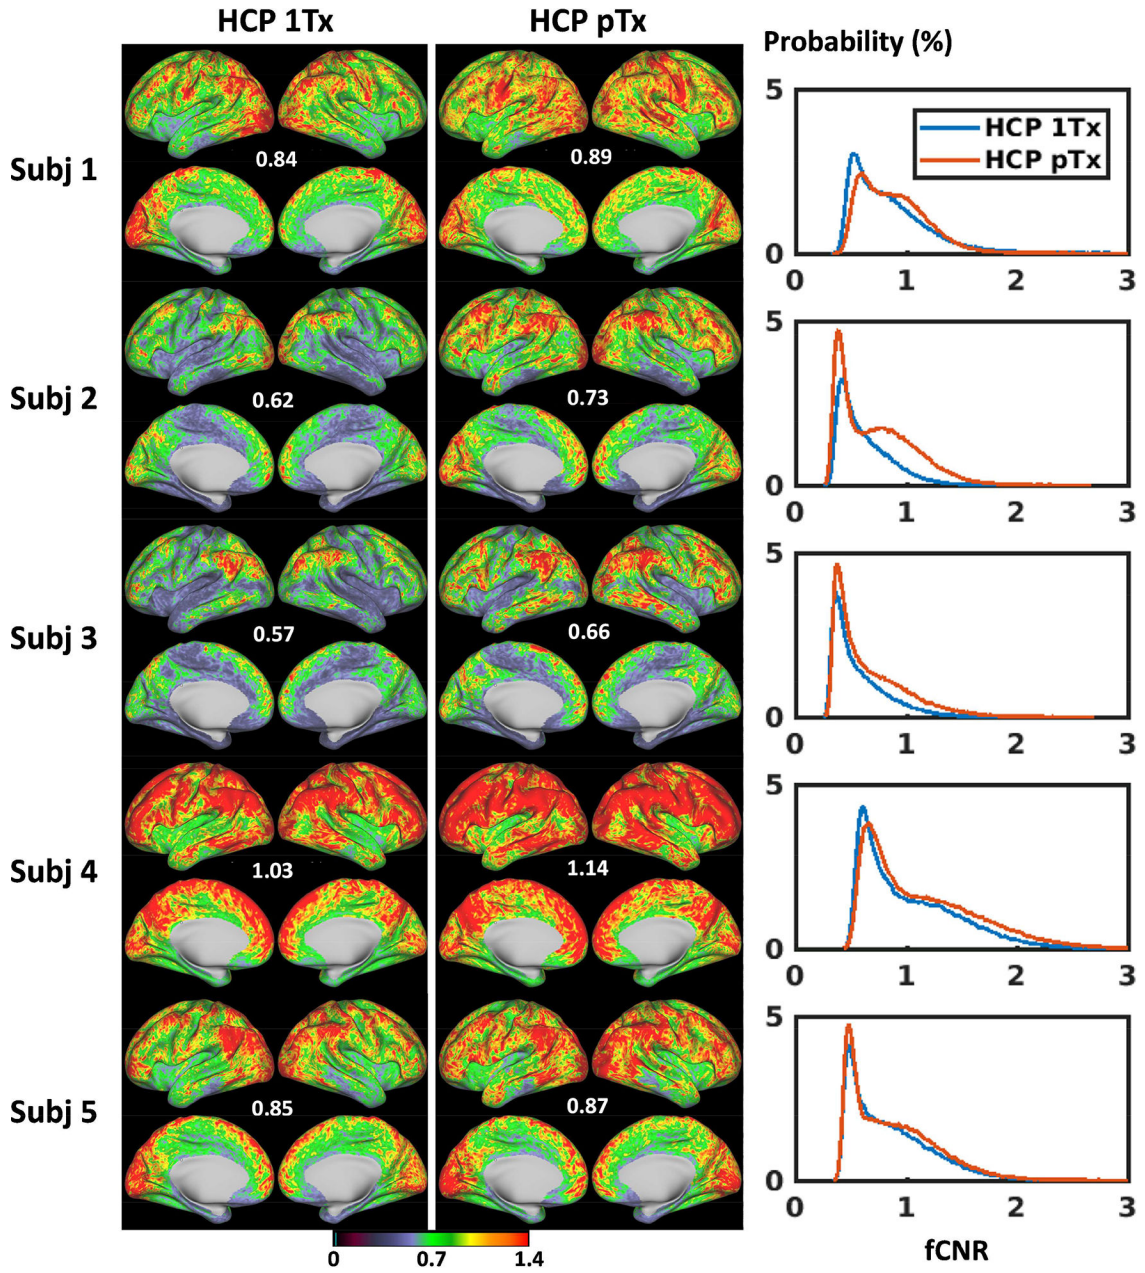 HCP 1Tx HCP pTx
Probability (%)
Subj 1
0.84
0.89
5
0
0 1 2 3
HCP 1Tx
HCP pTx
Subj 2
0.62
0.73
5
0
0 1 2 3
Subj 3
0.57
0.66
5
0
0 1 2 3
Subj 4
1.03
1.14
5
0
0 1 2 3
Subj 5
0.85
0.87
5
0
0 1 2 3
0 0.7 1.4
fCNR